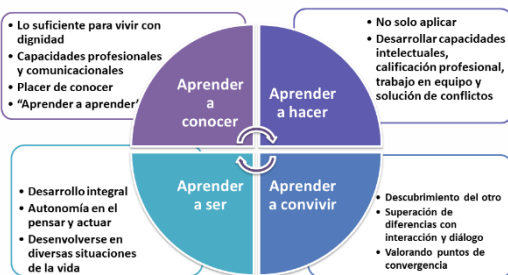 • Lo suficiente para vivir con
dignidad
• Capacidades profesionales
y comunicacionales
• Placer de conocer
• “Aprender a aprender”
• No solo aplicar
• Desarrollar capacidades
intelectuales,
calificación profesional,
trabajo en equipo y
solución de conflictos
Aprender
a
conocer
Aprender
a hacer
Aprender
a ser
Aprender
a convivir
• Desarrollo integral
• Autonomía en el
pensar y actuar
• Desenvolverse en
diversas situaciones
de la vida
• Descubrimiento del otro
• Superación de
diferencias con
interacción y diálogo
• Valorando puntos de
convergencia